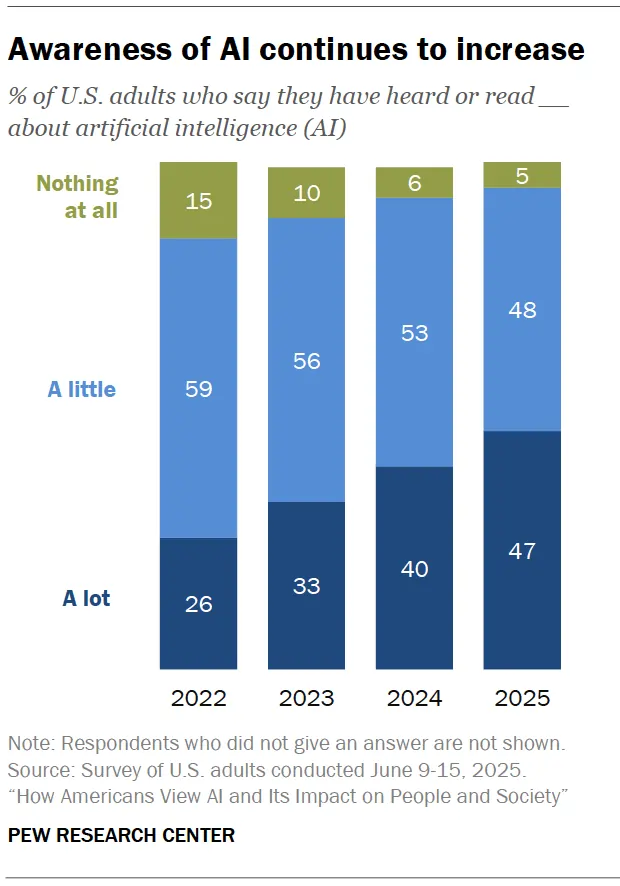 Awareness of AI continues to increase
% of U.S. adults who say they have heard or read __
about artificial intelligence (AI)
Nothing
at all
15
10
6
5
A little
59
56
53
48
A lot
26
33
40
47
2022
2023
2024
2025
Note: Respondents who did not give an answer are not shown.
Source: Survey of U.S. adults conducted June 9-15, 2025.
“How Americans View AI and Its Impact on People and Society”
PEW RESEARCH CENTER